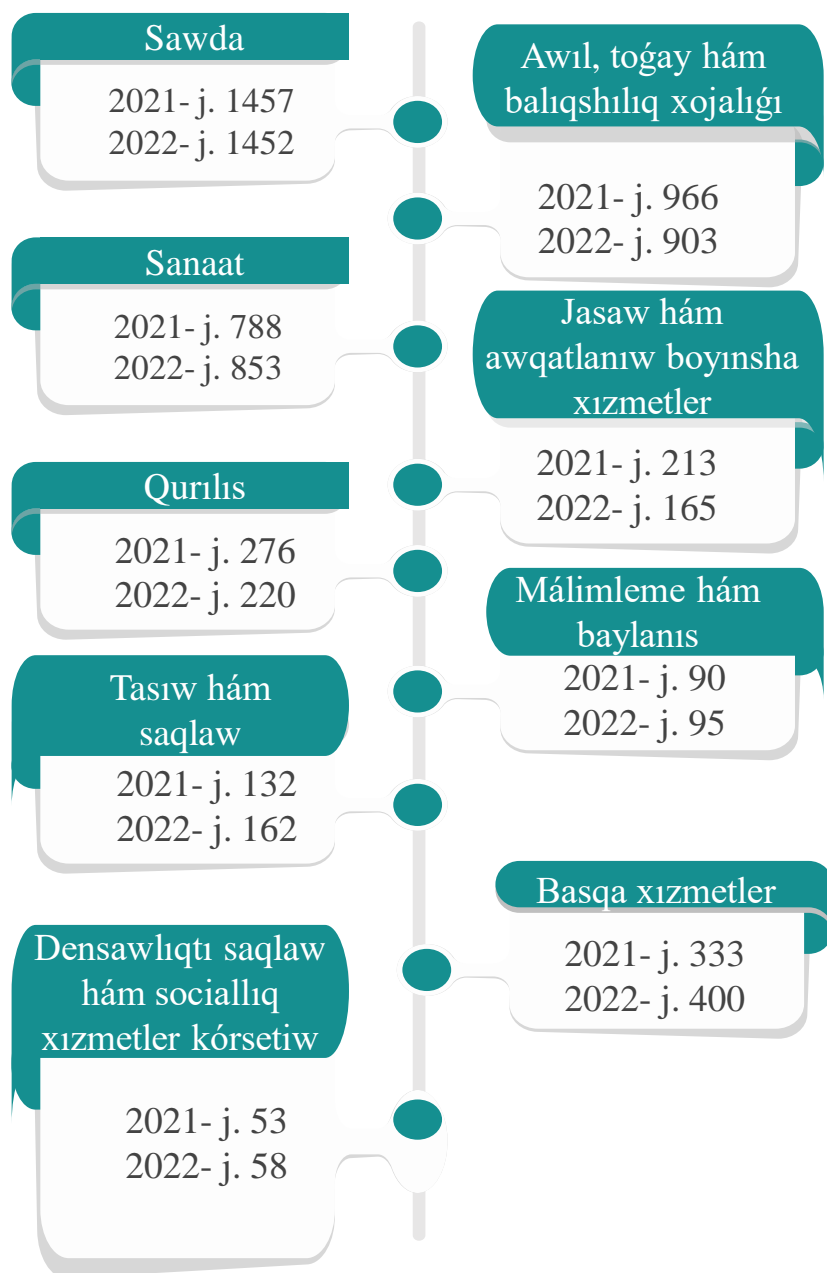 Sawda
2021- j. 1457
2022- j. 1452
Awıl, toǵay hám
balıqshılıq xojalıǵı
2021- j. 966
2022- j. 903
Sanaat
2021- j. 788
2022- j. 853
Jasaw hám
awqatlanıw boyınsha
xızmetler
2021- j. 213
2022- j. 165
Qurılıs
2021- j. 276
2022- j. 220
Málimleme hám
baylanıs
2021- j. 90
2022- j. 95
Tasıw hám
saqlaw
2021- j. 132
2022- j. 162
Basqa xızmetler
2021- j. 333
2022- j. 400
Densawlıqtı saqlaw
hám sociallıq
xızmetler kórsetiw
2021- j. 53
2022- j. 58